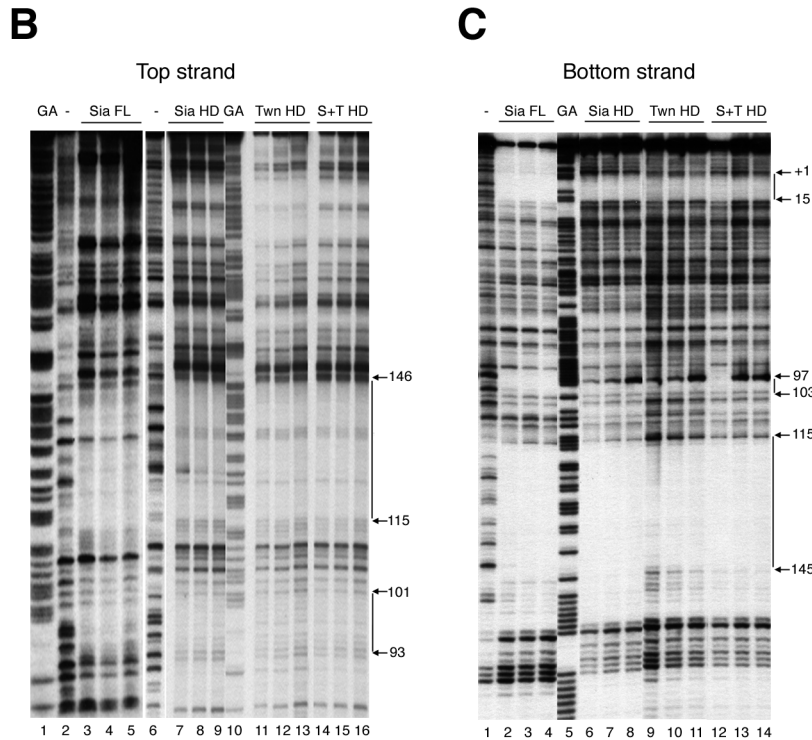 B
Top strand
GA - Sia FL - Sia HD GA Twn HD S+T HD
146
115
101
93
1 2 3 4 5 6 7 8 9 10 11 12 13 14 15 16
C
Bottom strand
- Sia FL GA Sia HD Twn HD S+T HD
+1
15
97
103
115
145
1 2 3 4 5 6 7 8 9 10 11 12 13 14